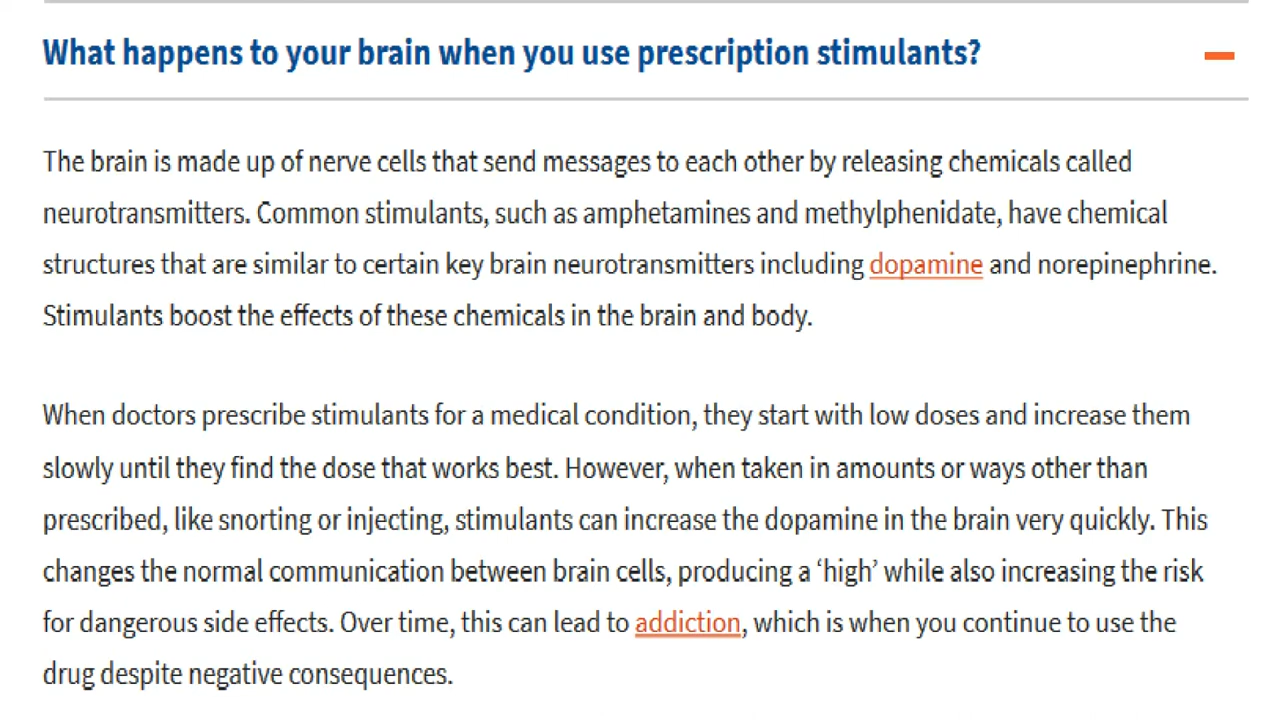 What happens to your brain when you use prescription stimulants?
The brain is made up of nerve cells that send messages to each other by releasing chemicals called
neurotransmitters. Common stimulants, such as amphetamines and methylphenidate, have chemical
structures that are similar to certain key brain neurotransmitters including dopamine and norepinephrine.
Stimulants boost the effects of these chemicals in the brain and body.
When doctors prescribe stimulants for a medical condition, they start with low doses and increase them
slowly until they find the dose that works best. However, when taken in amounts or ways other than
prescribed, like snorting or injecting, stimulants can increase the dopamine in the brain very quickly. This
changes the normal communication between brain cells, producing a ‘high’ while also increasing the risk
for dangerous side effects. Over time, this can lead to addiction, which is when you continue to use the
drug despite negative consequences.